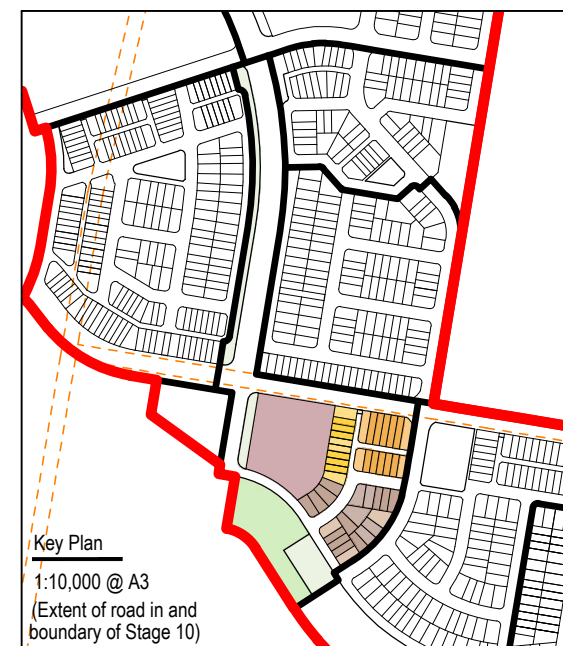 Key Plan
1:10,000 @ A3
(Extent of road in and
boundary of Stage 10)